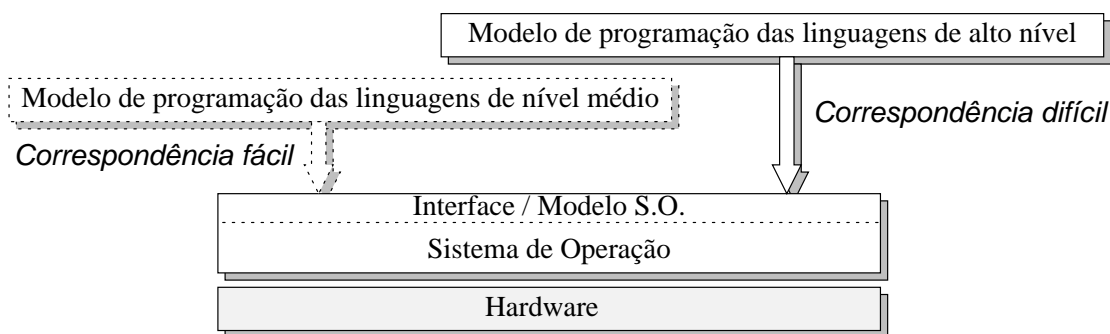 Modelo de programação das linguagens de alto nível
Modelo de programação das linguagens de nível médio
Correspondência difícil
Correspondência fácil
Interface / Modelo S.O.
Sistema de Operação
Hardware